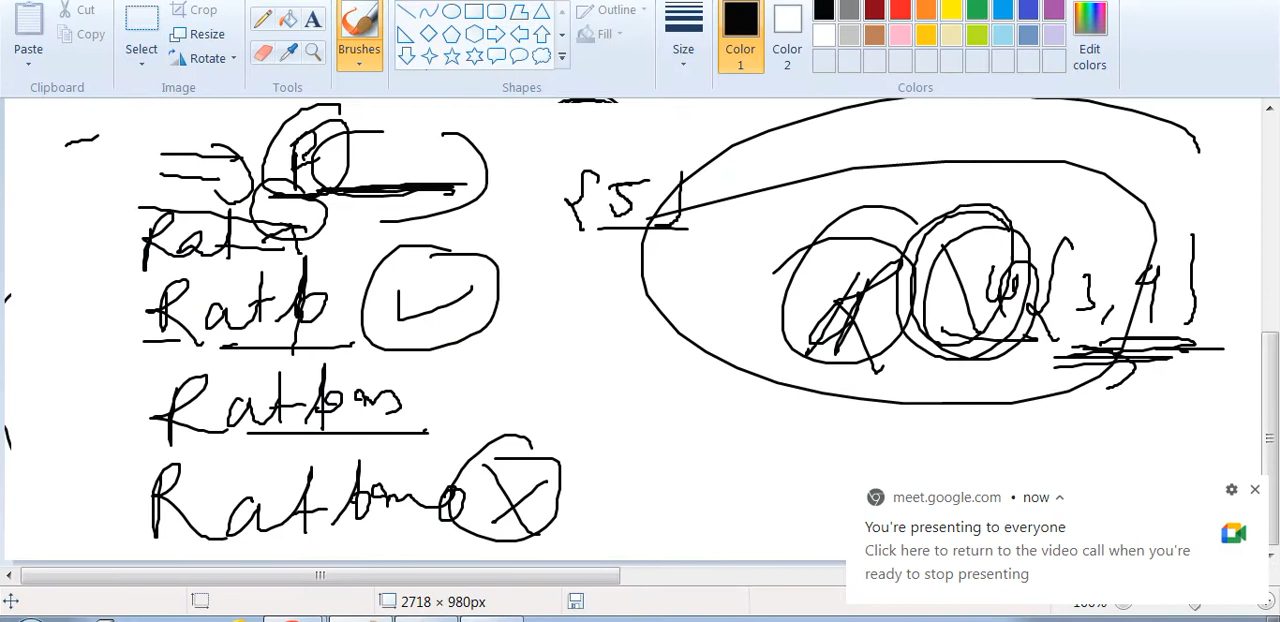 Cut
Copy
Paste
Clipboard
Crop
Resize
Rotate
Select
Image
A
Tools
Brushes
Outline
Fill
Shapes
Size
Color 1
Color 2
Edit colors
Colors
R
Rat
Ratb
Ratbm
Ratbm
{5}
{3,4}
meet.google.com • now
You're presenting to everyone
Click here to return to the video call when you're
ready to stop presenting
2718 × 980px
100%